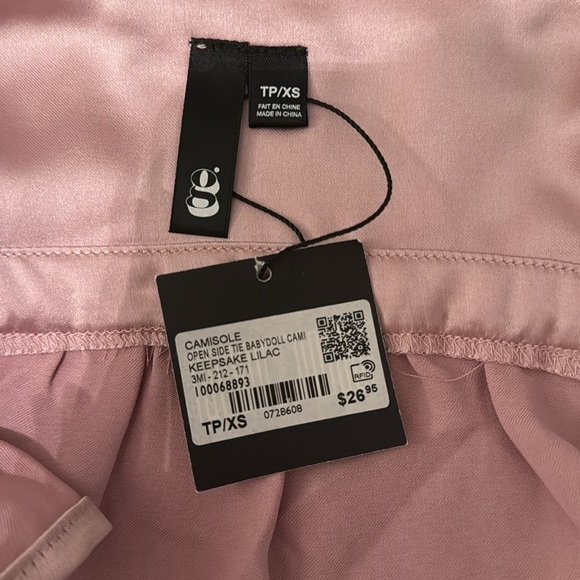 g
TP/XS
FAIT EN CHINE
MADE IN CHINA
CAMISOLE
OPEN SIDE TIE BABYDOLL CAMI
KEEPSAKE LILAC
3MI-212-171
100068893
TP/XS
0728608
RFID
$26.95